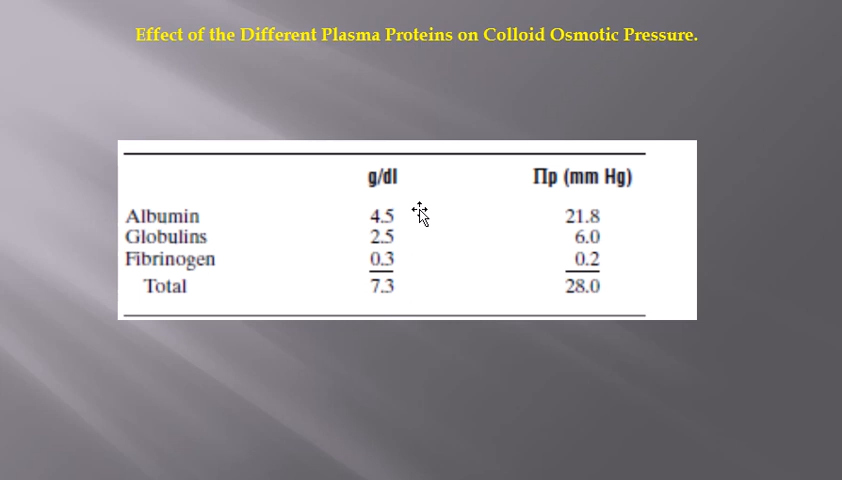 Effect of the Different Plasma Proteins on Colloid Osmotic Pressure.
g/dl Πp (mm Hg)
Albumin 4.5 21.8
Globulins 2.5 6.0
Fibrinogen 0.3 0.2
Total 7.3 28.0